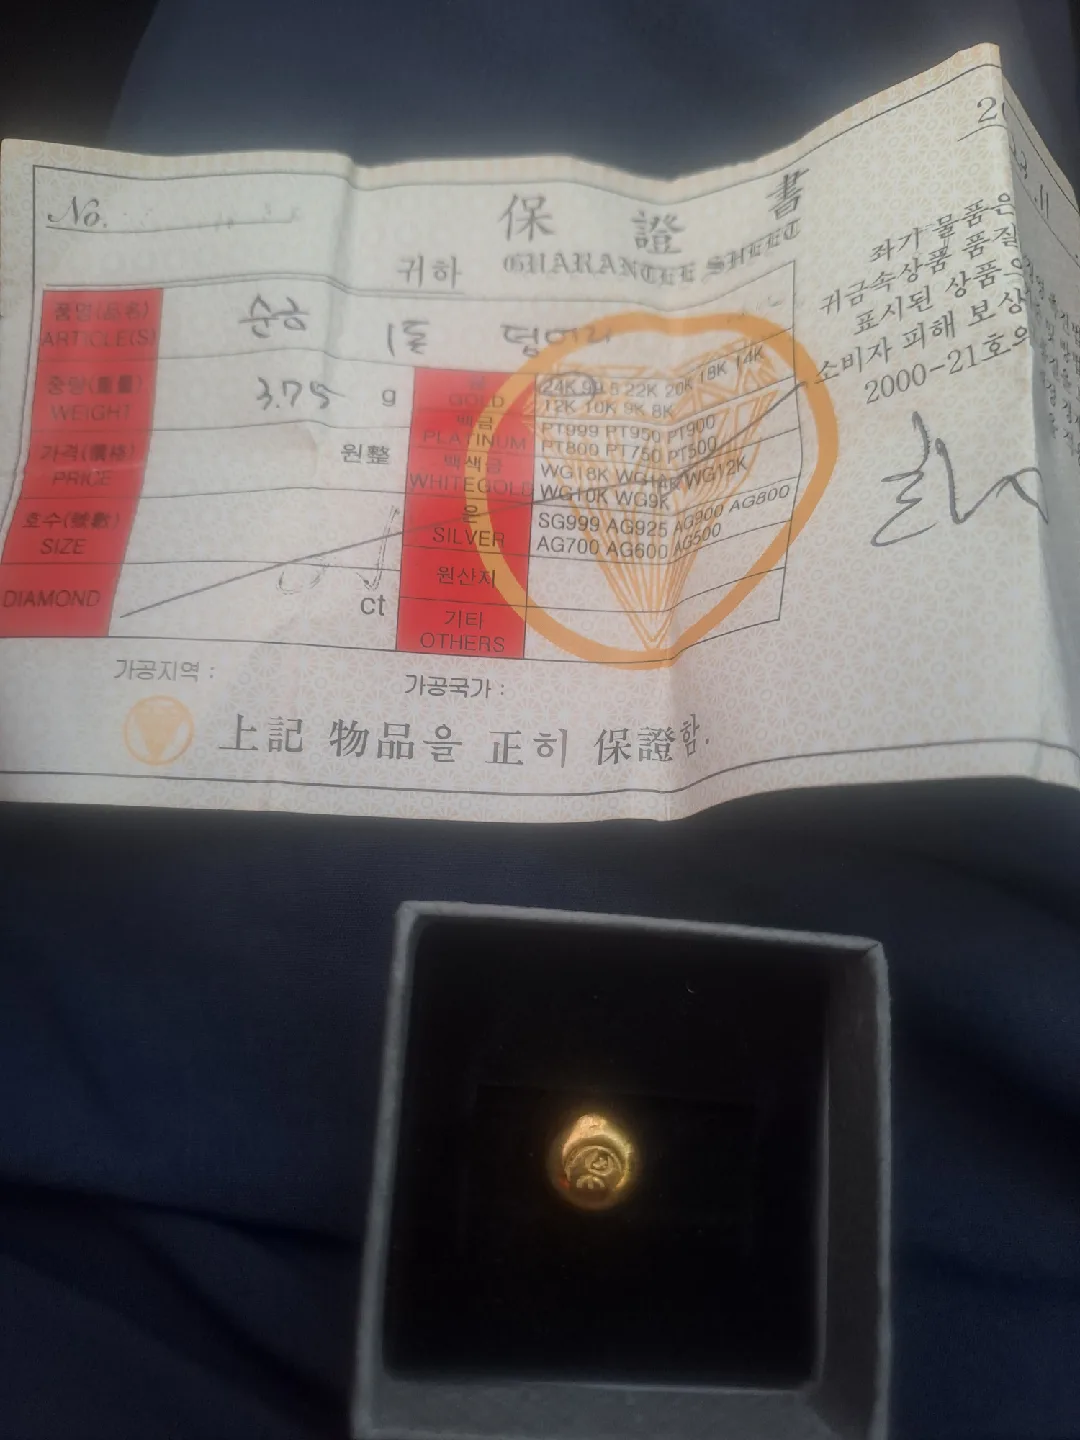 No.
保 證 書
GUARANTEE SHEET
귀하
품명(品名)
ARTICLE(S)
순금 1돈 덩어리
중량(重量)
WEIGHT
3.75 g
가격(價格)
PRICE
원整
호수(號數)
SIZE
DIAMOND
ct
금
GOLD
24K 22K 20K 18K 14K
12K 10K 9K 8K
백금
PLATINUM
PT999 PT950 PT900
PT800 PT750 PT500
백색금
WHITEGOLD
WG18K WG12K
WG10K WG9K
은
SILVER
SG999 AG925 AG900 AG800
AG700 AG600 AG500
원산지
기타
OTHERS
가공지역 :
가공국가 :
上記 物品을 正히 保證함.
좌기 물품은
귀금속상품 품질
표시된 상품으
소비자 피해 보상
2000-21호의